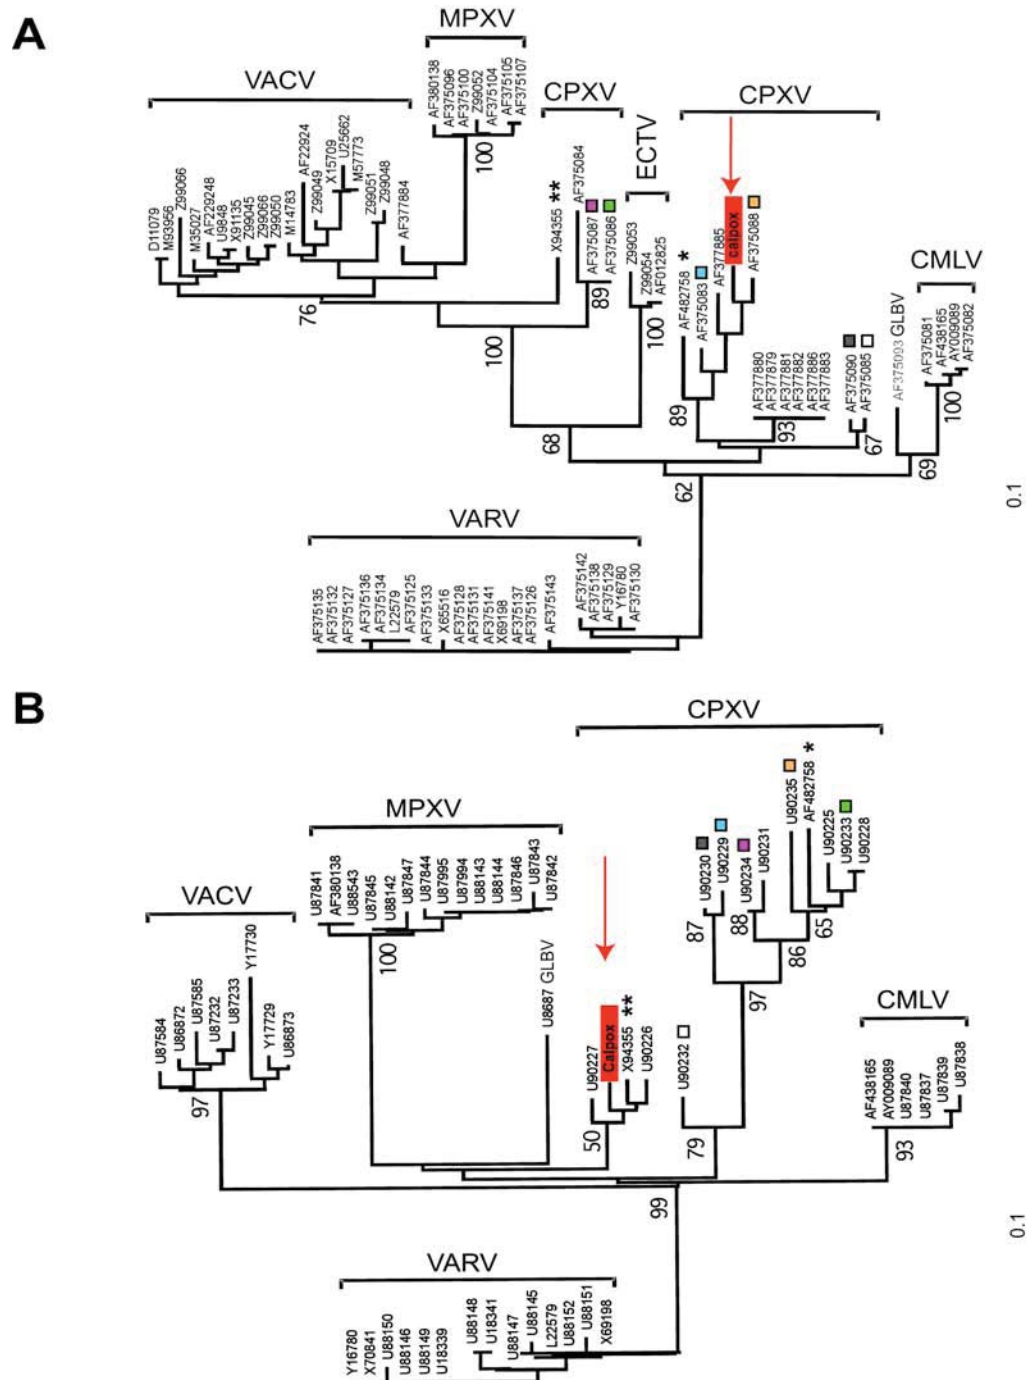 A
MPXV
VACV
CPXV
CPXV
ECTV
CMLV
D11079
M93956
Z99066
M35027
AF229248
U9848
X91135
Z99045
Z99066
Z99050
M14783
AF22924
Z99049
X15709
U25662
M57773
Z99051
Z99048
AF377884
AF380138
AF375096
AF375100
Z99052
AF375104
AF375105
AF375107
X94355 **
AF375084
AF375087
AF375086
Z99053
Z99054
AF012825
AF482758 *
AF375083
AF377885
calpox
AF375088
AF377880
AF377879
AF377881
AF377882
AF377886
AF377883
AF375090
AF375085
AF375093 GLBV
AF375081
AF438165
AY009089
AF375082
100
76
100
89
100
68
89
93
67
62
69
100
0.1
VARV
AF375135
AF375132
AF375127
AF375136
AF375134
L22579
AF375125
AF375133
X65516
AF375128
AF375131
AF375141
X69198
AF375137
AF375126
AF375143
AF375142
AF375138
AF375129
Y16780
AF375130
B
CPXV
MPXV
VACV
CMLV
U87584
U86872
U87585
U87232
U87233
Y17730
Y17729
U86873
U87841
AF380138
U88543
U87845
U88142
U87847
U87844
U87995
U87994
U88143
U88144
U87846
U87843
U87842
U8687 GLBV
U90227
Calpox
X94355 **
U90226
U90232
U90230
U90229
U90234
U90231
U90235
AF482758 *
U90225
U90233
U90228
AF438165
AY009089
U87840
U87837
U87839
U87838
97
100
50
79
87
88
86
65
97
93
99
0.1
VARV
Y16780
X70841
U88150
U88146
U88149
U18339
U88148
U18341
U88147
U88145
L22579
U88152
U88151
X69198